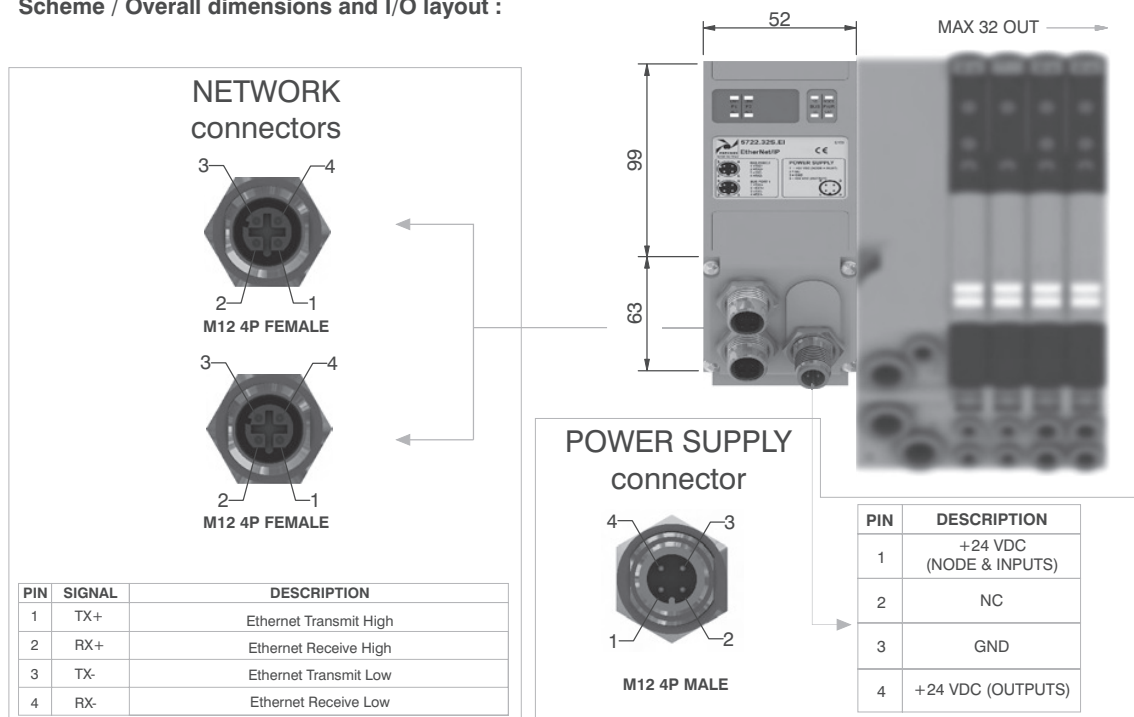 Scheme / Overall dimensions and I/O layout :
NETWORK
connectors
3 4
2 1
M12 4P FEMALE
3 4
2 1
M12 4P FEMALE
PIN SIGNAL DESCRIPTION
1 TX+ Ethernet Transmit High
2 RX+ Ethernet Receive High
3 TX- Ethernet Transmit Low
4 RX- Ethernet Receive Low
52
MAX 32 OUT
99
63
5722.32S.EI
EtherNet/IP
CE
POWER SUPPLY
POWER SUPPLY
connector
4 3
1 2
M12 4P MALE
PIN DESCRIPTION
1 +24 VDC
(NODE & INPUTS)
2 NC
3 GND
4 +24 VDC (OUTPUTS)